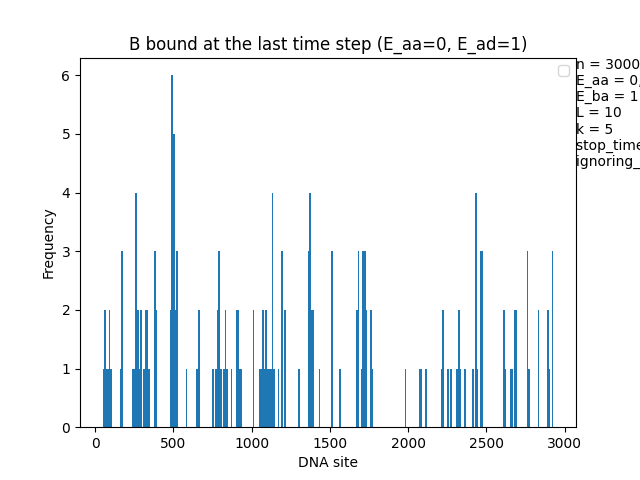 B bound at the last time step (E_aa=0, E_ad=1)
n = 3000
E_aa = 0,
E_ba = 1
L = 10
k = 5
stop_time
ignoring_
Frequency
6
5
4
3
2
1
0
0 500 1000 1500 2000 2500 3000
DNA site